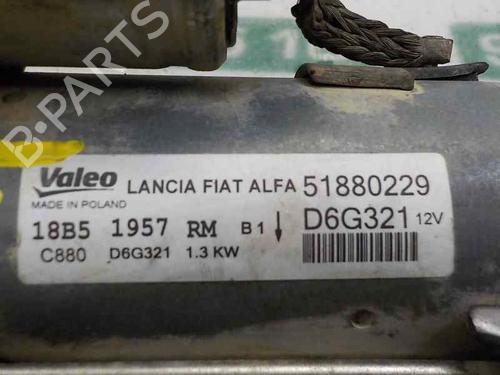 B-PARTS
Valeo LANCIA FIAT ALFA 51880229
MADE IN POLAND
18B5 1957 RM B1 D6G321 12V
C880 D6G321 1.3 KW